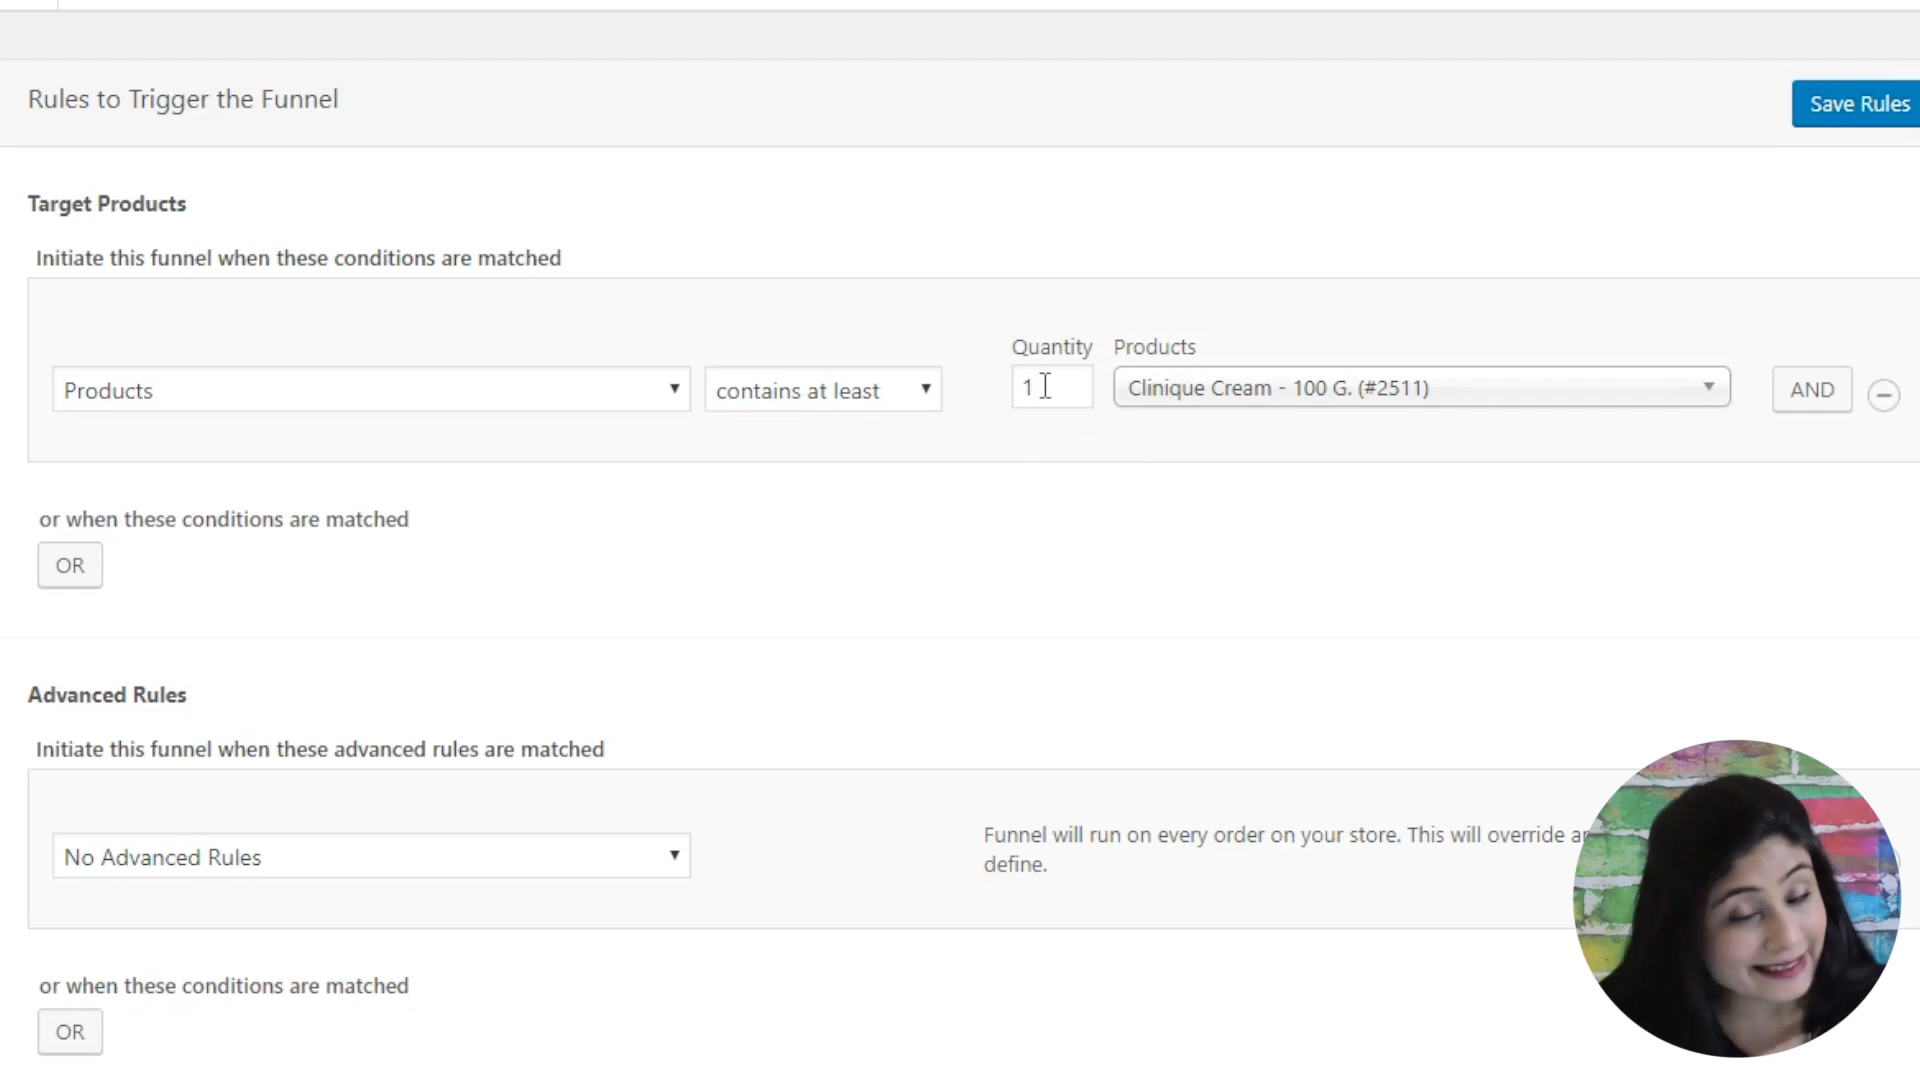 Rules to Trigger the Funnel
Save Rules
Target Products
Initiate this funnel when these conditions are matched
Quantity Products
Products contains at least 1 Clinique Cream - 100 G. (#2511) AND
or when these conditions are matched
OR
Advanced Rules
Initiate this funnel when these advanced rules are matched
No Advanced Rules
Funnel will run on every order on your store. This will override
define.
or when these conditions are matched
OR